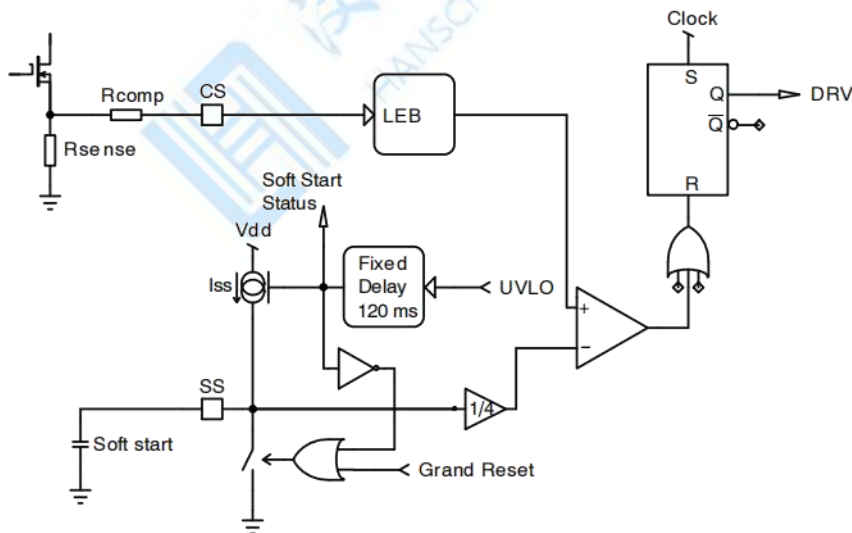 Clock
S
Q
DRV
Q
R
Rcomp
CS
LEB
Rsense
Soft Start
Status
Vdd
Iss
Fixed
Delay
120 ms
UVLO
+
−
SS
1/4
Soft start
Grand Reset
HANSCH